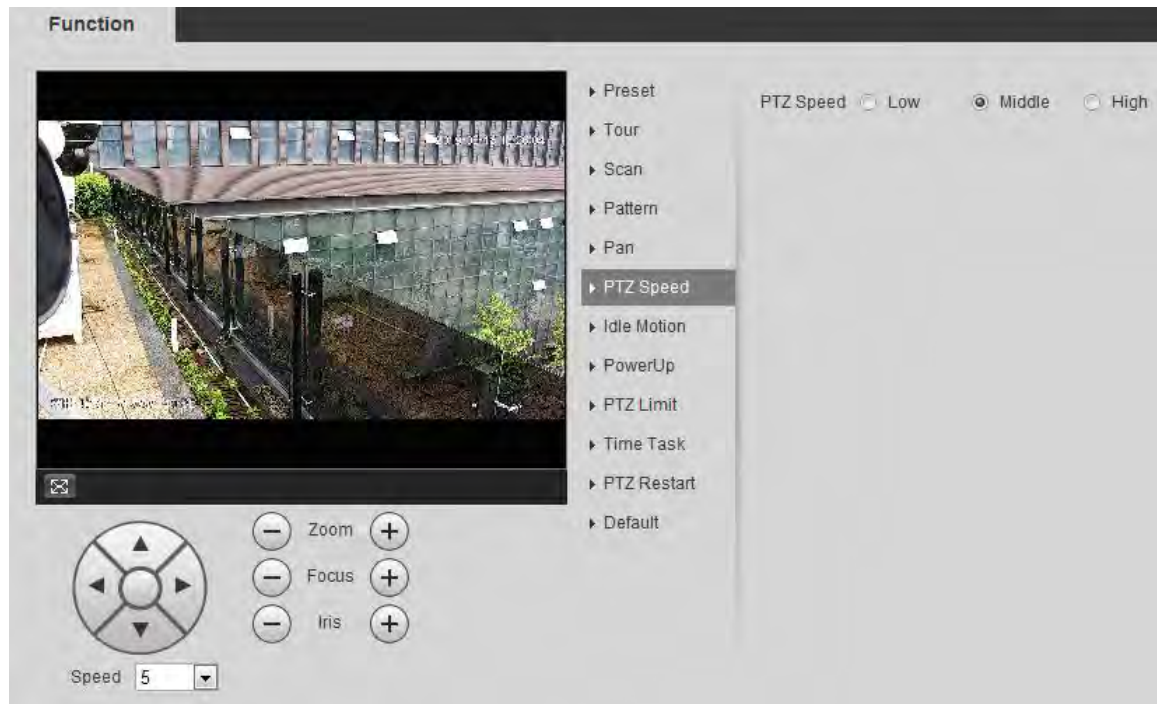 Function
Preset
Tour
Scan
Pattern
Pan
PTZ Speed
Idle Motion
PowerUp
PTZ Limit
Time Task
PTZ Restart
Default
PTZ Speed Low Middle High
Zoom
Focus
Iris
Speed 5